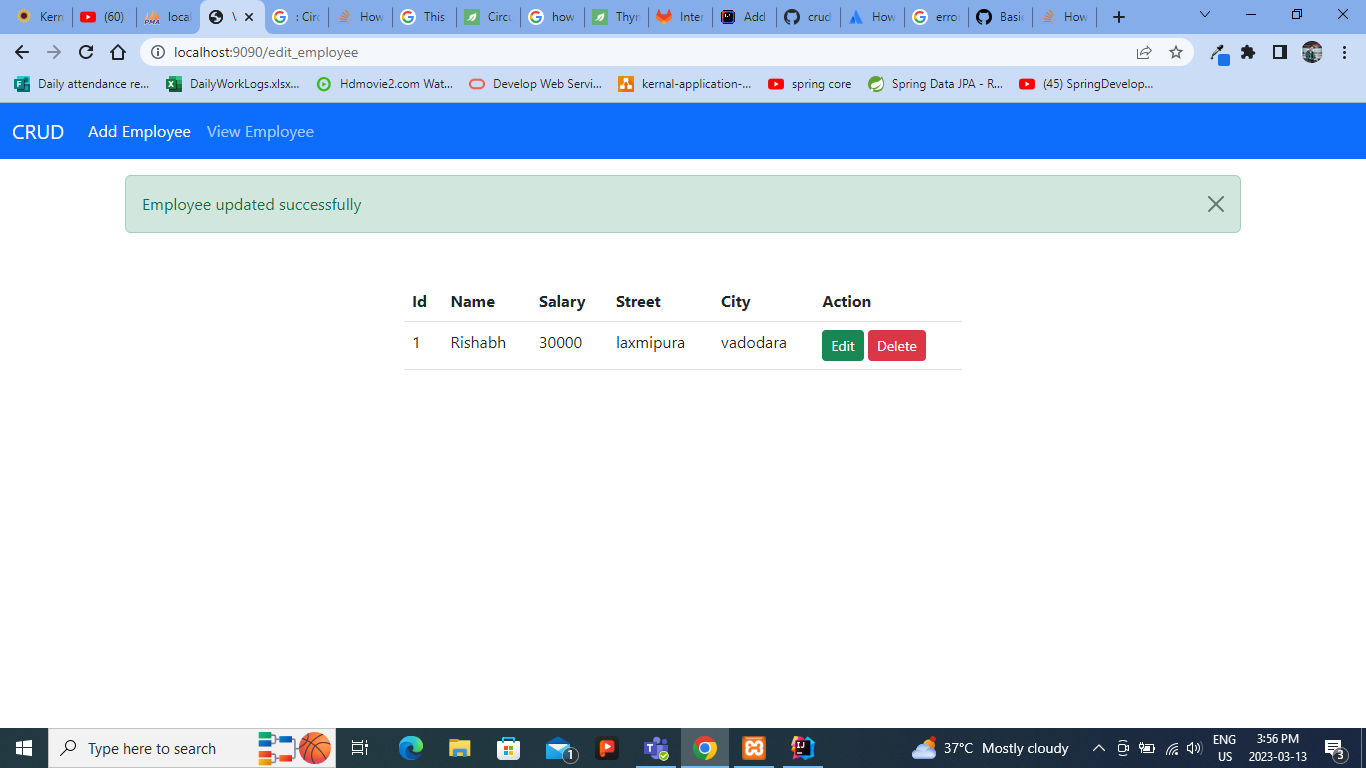 Kern (60) local V : Circ How This Circu how Thym Inter Add crud How error Basic How
localhost:9090/edit_employee
Daily attendance re... DailyWorkLogs.xlsx... Hdmovie2.com Wat... Develop Web Servi... kernal-application-... spring core Spring Data JPA - R... (45) SpringDevelop...
CRUD Add Employee View Employee
Employee updated successfully
Id Name Salary Street City Action
1 Rishabh 30000 laxmipura vadodara Edit Delete
Type here to search 1 37°C Mostly cloudy ENG US 3:56 PM 2023-03-13 3